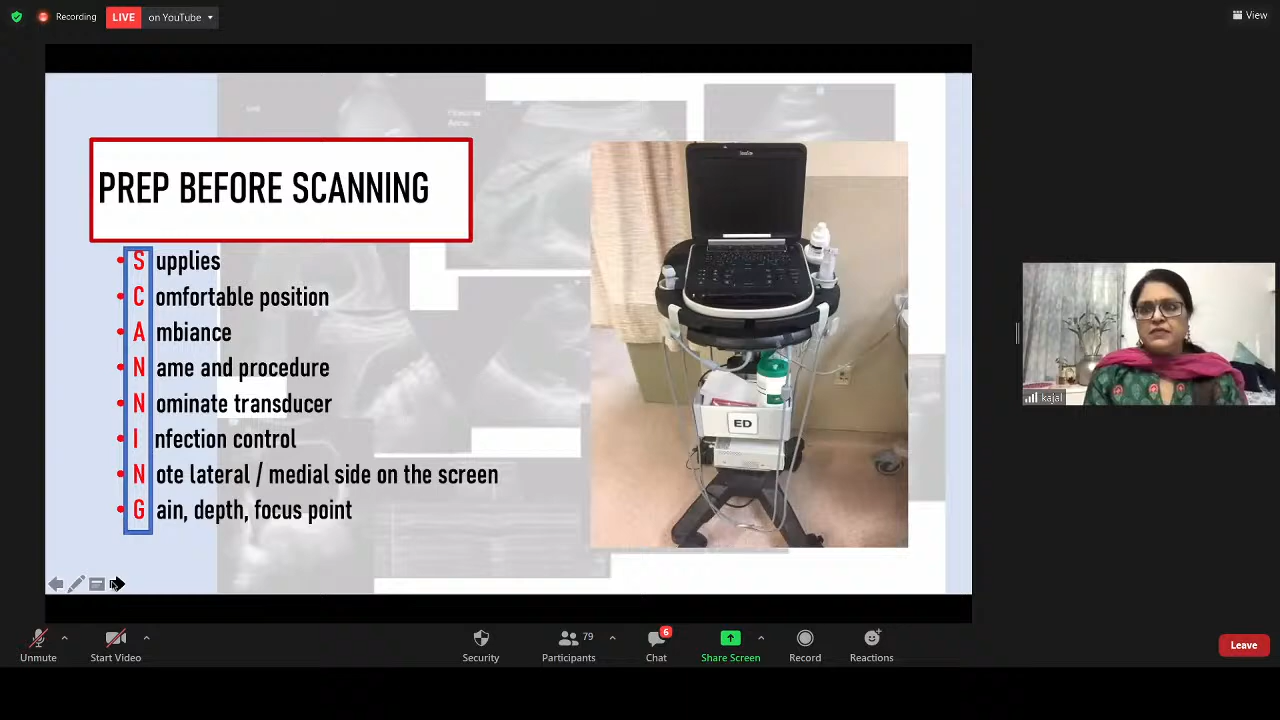 Recording
LIVE on YouTube
View
PREP BEFORE SCANNING
• S upplies
• C omfortable position
• A mbiance
• N ame and procedure
• N ominate transducer
• I nfection control
• N ote lateral / medial side on the screen
• G ain, depth, focus point
ED
kajal
Unmute
Start Video
Security
79
Participants
6
Chat
Share Screen
Record
Reactions
Leave